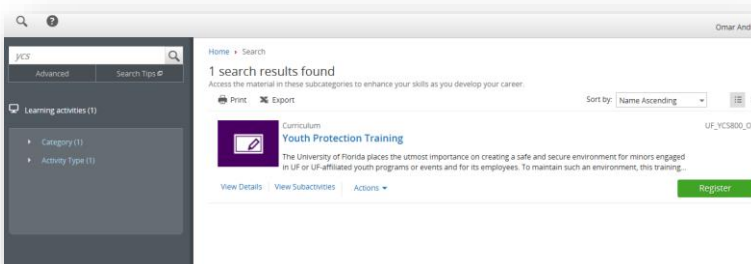 Omar And
ycs
Advanced
Search Tips
Learning activities (1)
Category (1)
Activity Type (1)
Home
Search
1 search results found
Access the material in these subcategories to enhance your skills as you develop your career.
Print
Export
Sort by:
Name Ascending
Curriculum
UF_YCS800_O
Youth Protection Training
The University of Florida places the utmost importance on creating a safe and secure environment for minors engaged
in UF or UF-affiliated youth programs or events and for its employees. To maintain such an environment, this training...
View Details
View Subactivities
Actions
Register